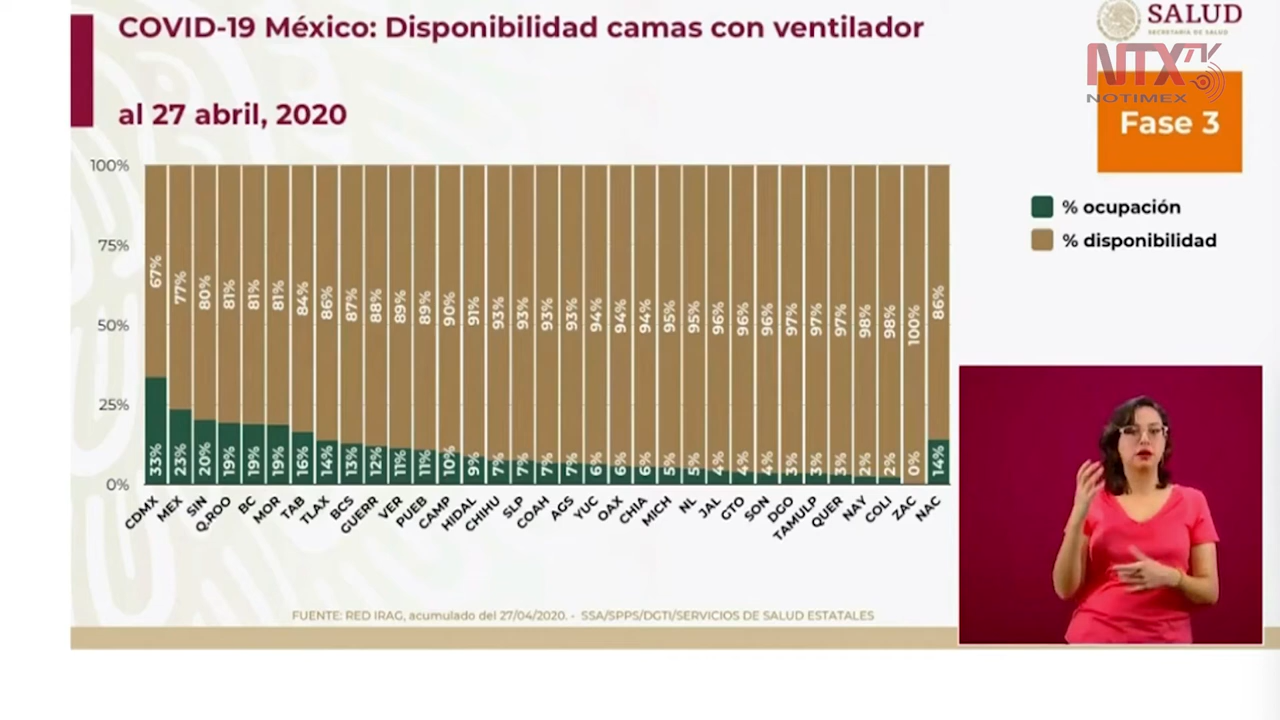 COVID-19 México: Disponibilidad camas con ventilador
al 27 abril, 2020
SALUD
SECRETARÍA DE SALUD
NTX
NOTIMEX
Fase 3
% ocupación
% disponibilidad
100%
75%
50%
25%
0%
67% 77% 80% 81% 81% 81% 84% 86% 87% 88% 89% 89% 90% 91% 93% 93% 93% 93% 94% 94% 94% 95% 95% 96% 96% 96% 97% 97% 97% 98% 98% 100% 86%
33% 23% 20% 19% 19% 19% 16% 14% 13% 12% 11% 11% 10% 9% 7% 7% 7% 7% 6% 6% 6% 5% 5% 4% 4% 4% 3% 3% 3% 2% 2% 0% 14%
CDMX MEX SIN Q.ROO BC MOR TAB TLAX BCS GUERR VER PUEB CAMP HIDAL CHIHU SLP COAH AGS YUC OAX CHIA MICH NL JAL GTO SON DGO TAMULP QUER NAY COLI ZAC NAC
FUENTE: RED IRAG, acumulado del 27/04/2020. - SSA/SPPS/DGTI/SERVICIOS DE SALUD ESTATALES